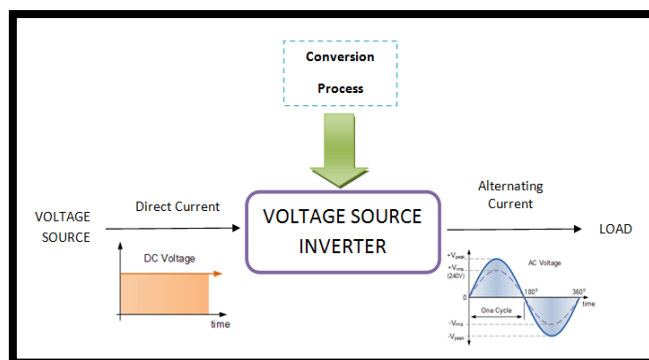 Conversion
Process
Direct Current
Alternating
Current
VOLTAGE
SOURCE
VOLTAGE SOURCE
INVERTER
LOAD
DC Voltage
time
+Vpeak
+Vrms
(240V)
AC Voltage
0
180°
360°
time
One Cycle
-Vrms
-Vpeak